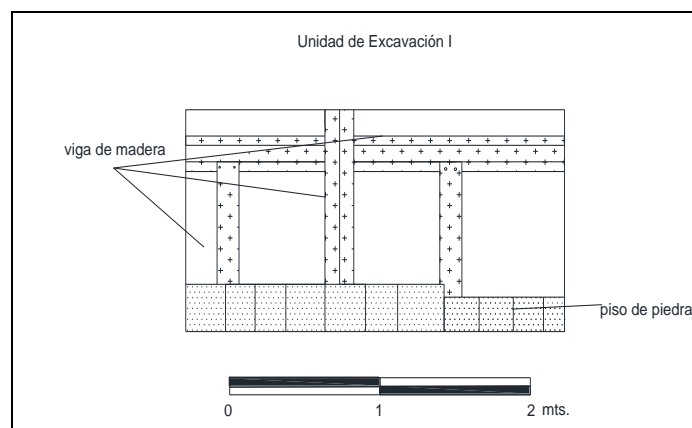 Unidad de Excavación I
viga de madera
piso de piedra
0 1 2 mts.